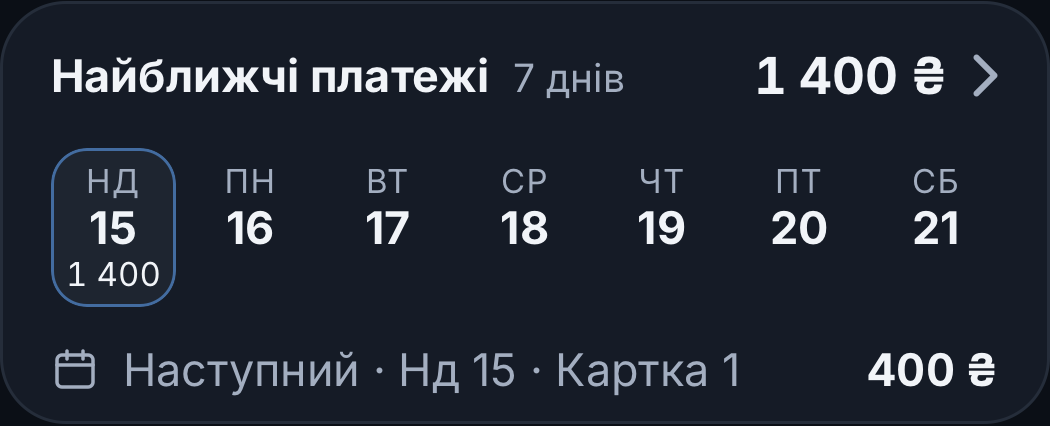 Найближчі платежі 7 днів 1 400 ₴
НД ПН ВТ СР ЧТ ПТ СБ
15 16 17 18 19 20 21
1 400
Наступний · Нд 15 · Картка 1 400 ₴